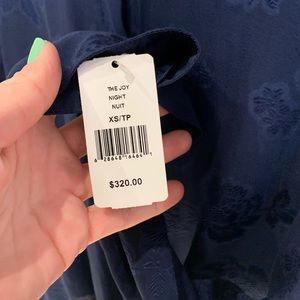 THE JOY
NIGHT
NUIT
XS/TP
$320.00